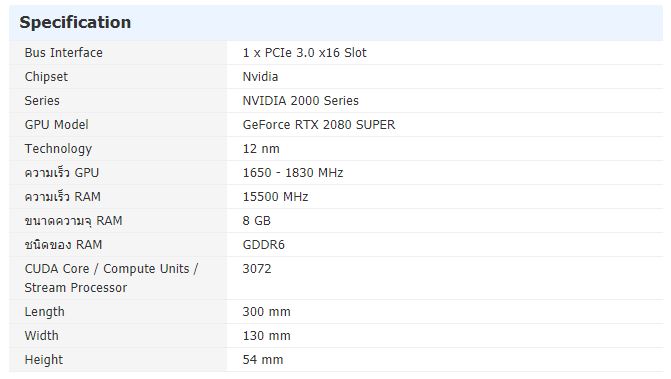 Specification
Bus Interface 1 x PCIe 3.0 x16 Slot
Chipset Nvidia
Series NVIDIA 2000 Series
GPU Model GeForce RTX 2080 SUPER
Technology 12 nm
ความเร็ว GPU 1650 - 1830 MHz
ความเร็ว RAM 15500 MHz
ขนาดความจุ RAM 8 GB
ชนิดของ RAM GDDR6
CUDA Core / Compute Units / 3072
Stream Processor
Length 300 mm
Width 130 mm
Height 54 mm